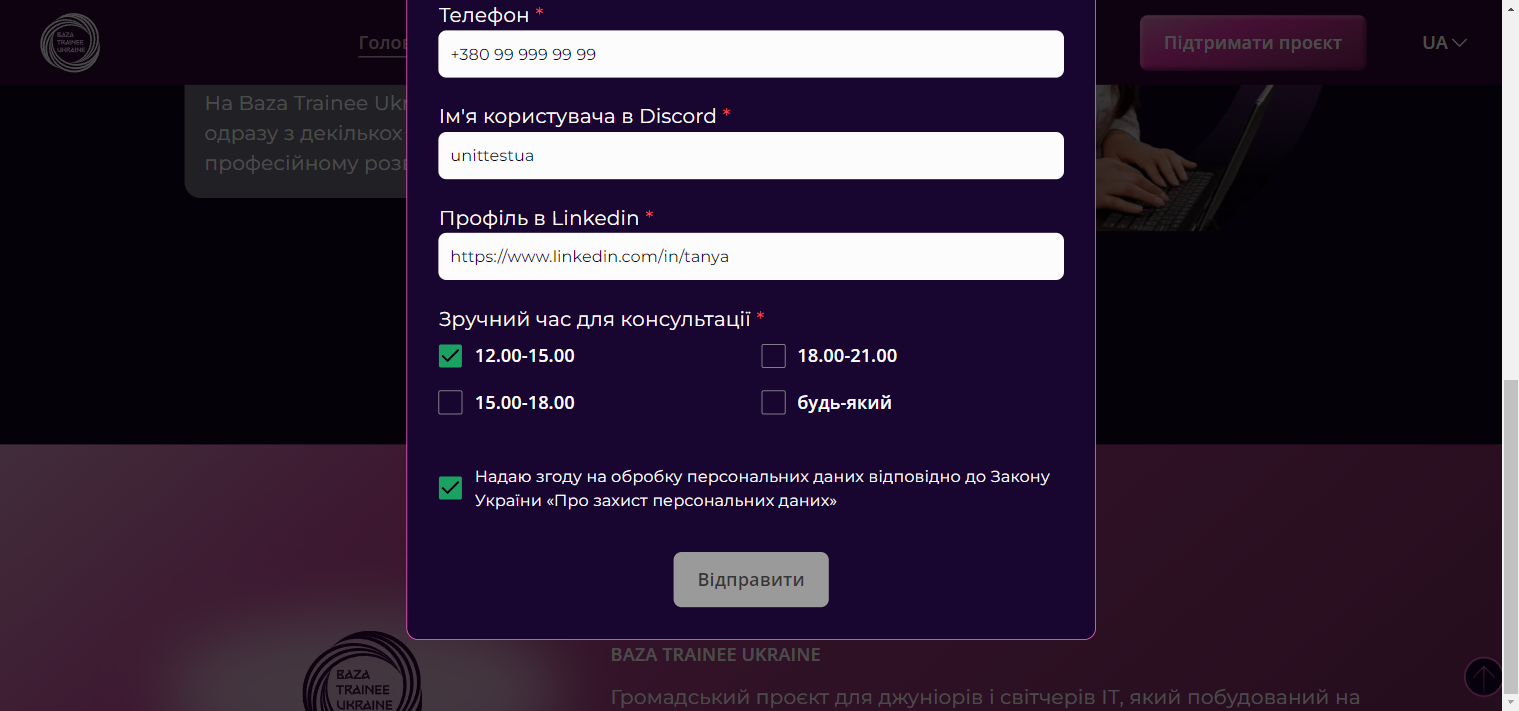 Телефон *
+380 99 999 99 99
BAZA
TRAINEE
UKRAINE
Голов
Підтримати проєкт
UA
На Baza Trainee Ukr
одразу з декількох
професійному розв
Ім'я користувача в Discord *
unittestua
Профіль в Linkedin *
https://www.linkedin.com/in/tanya
Зручний час для консультації *
12.00-15.00
18.00-21.00
15.00-18.00
будь-який
Надаю згоду на обробку персональних даних відповідно до Закону
України «Про захист персональних даних»
Відправити
BAZA TRAINEE UKRAINE
BAZA
TRAINEE
UKRAINE
Громадський проєкт для джуніорів і світчерів ІТ, який побудований на